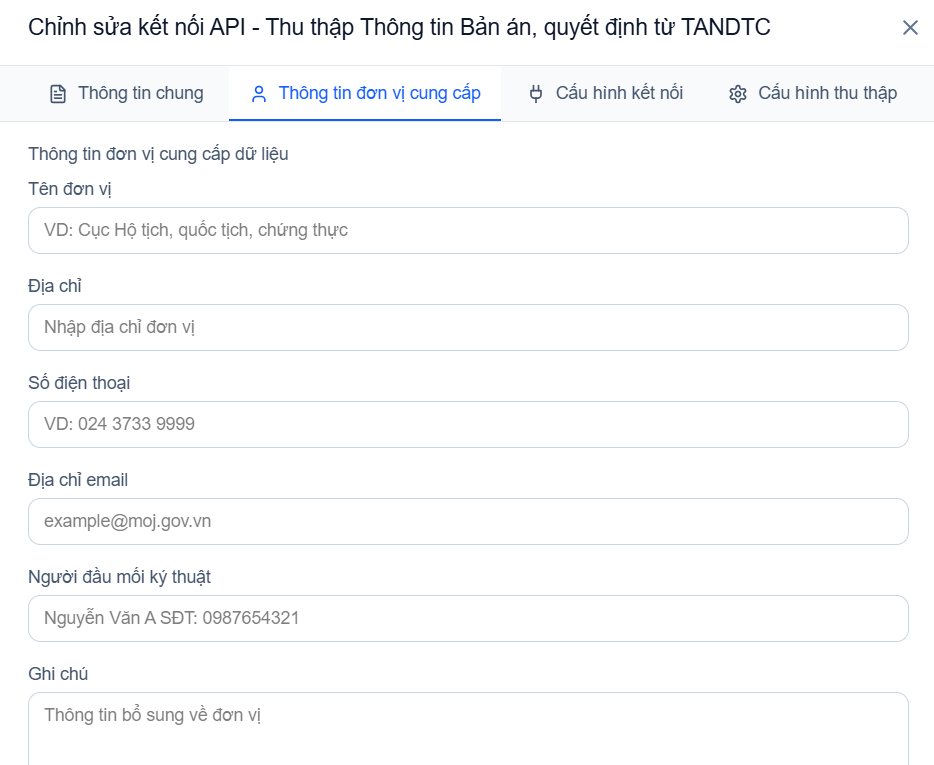 Chỉnh sửa kết nối API - Thu thập Thông tin Bản án, quyết định từ TANDTC
Thông tin chung
Thông tin đơn vị cung cấp
Cấu hình kết nối
Cấu hình thu thập
Thông tin đơn vị cung cấp dữ liệu
Tên đơn vị
VD: Cục Hộ tịch, quốc tịch, chứng thực
Địa chỉ
Nhập địa chỉ đơn vị
Số điện thoại
VD: 024 3733 9999
Địa chỉ email
example@moj.gov.vn
Người đầu mối ký thuật
Nguyễn Văn A SĐT: 0987654321
Ghi chú
Thông tin bổ sung về đơn vị